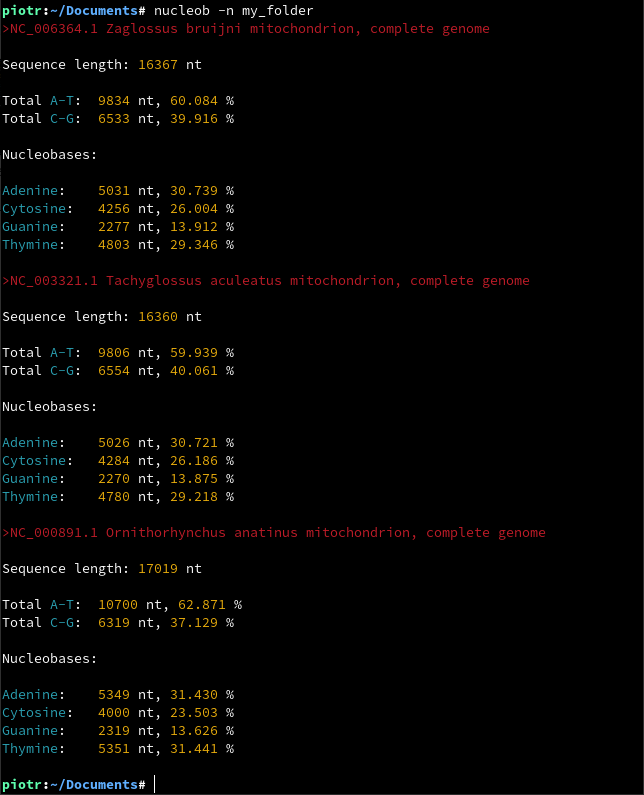 piotr:~/Documents# nucleob -n my_folder
>NC_006364.1 Zaglossus bruijni mitochondrion, complete genome
Sequence length: 16367 nt
Total A-T: 9834 nt, 60.084 %
Total C-G: 6533 nt, 39.916 %
Nucleobases:
Adenine: 5031 nt, 30.739 %
Cytosine: 4256 nt, 26.004 %
Guanine: 2277 nt, 13.912 %
Thymine: 4803 nt, 29.346 %
>NC_003321.1 Tachyglossus aculeatus mitochondrion, complete genome
Sequence length: 16360 nt
Total A-T: 9806 nt, 59.939 %
Total C-G: 6554 nt, 40.061 %
Nucleobases:
Adenine: 5026 nt, 30.721 %
Cytosine: 4284 nt, 26.186 %
Guanine: 2270 nt, 13.875 %
Thymine: 4780 nt, 29.218 %
>NC_000891.1 Ornithorhynchus anatinus mitochondrion, complete genome
Sequence length: 17019 nt
Total A-T: 10700 nt, 62.871 %
Total C-G: 6319 nt, 37.129 %
Nucleobases:
Adenine: 5349 nt, 31.430 %
Cytosine: 4000 nt, 23.503 %
Guanine: 2319 nt, 13.626 %
Thymine: 5351 nt, 31.441 %
piotr:~/Documents#